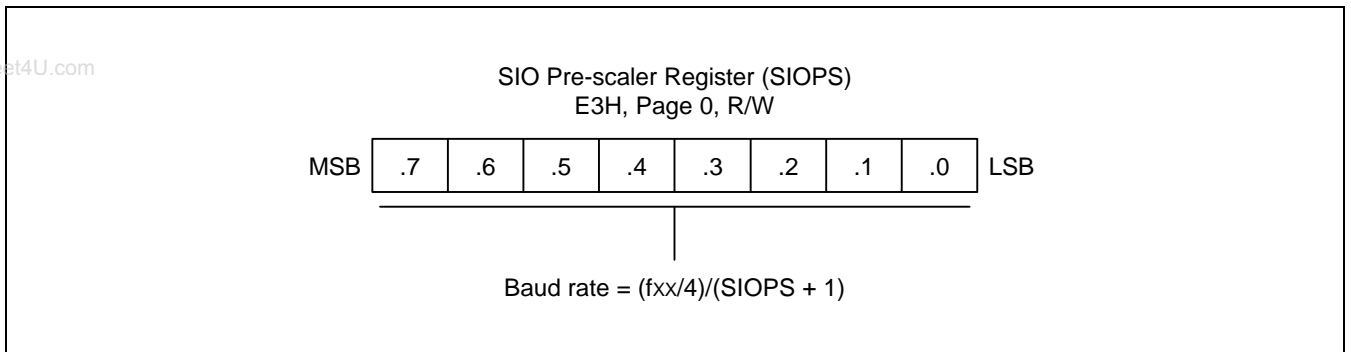 et4U.com
SIO Pre-scaler Register (SIOPS)
E3H, Page 0, R/W
MSB .7 .6 .5 .4 .3 .2 .1 .0 LSB
Baud rate = (fxx/4)/(SIOPS + 1)